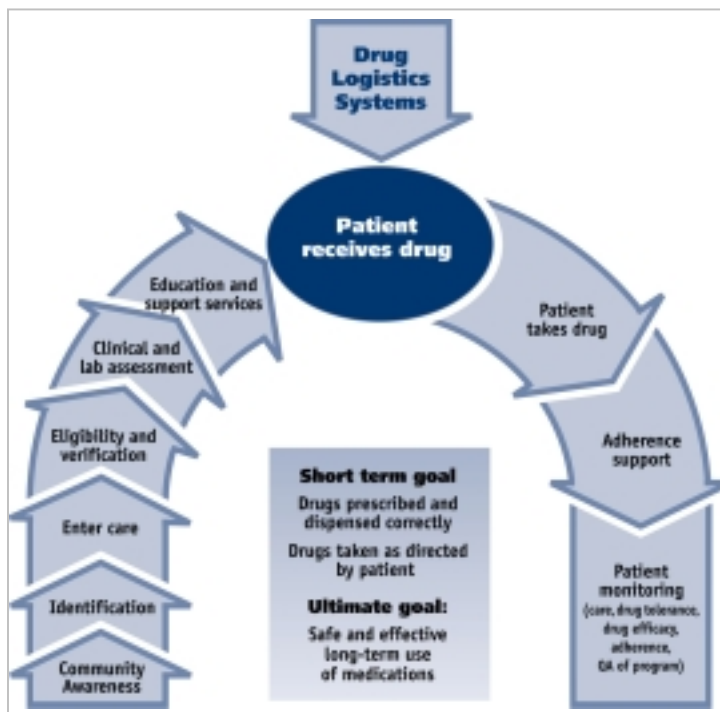 Drug
Logistics
Systems
Patient
receives drug
Education and
support services
Clinical and
lab assessment
Eligibility and
verification
Enter care
Identification
Community
Awareness
Patient
takes drug
Adherence
support
Patient
monitoring
(care, drug tolerance,
drug efficacy,
adherence,
QA of program)
Short term goal
Drugs prescribed and
dispensed correctly
Drugs taken as directed
by patient
Ultimate goal:
Safe and effective
long-term use
of medications